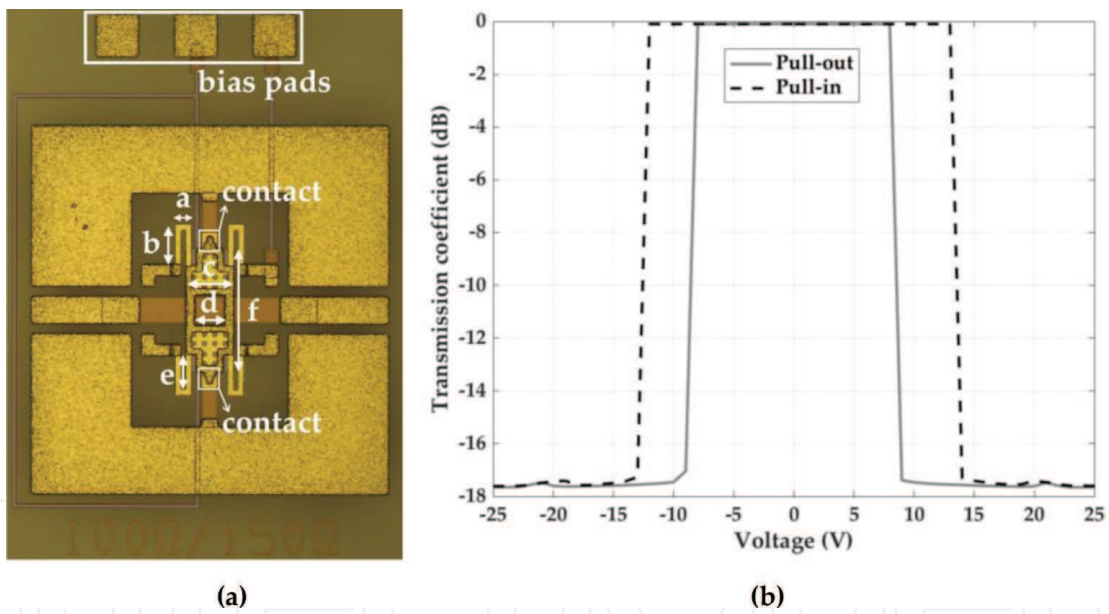 bias pads
contact
a
b
c
d
f
e
contact
100Ω/150Ω
(a)
0
-2
-4
-6
-8
-10
-12
-14
-16
-18
Transmission coefficient (dB)
Pull-out
Pull-in
-25 -20 -15 -10 -5 0 5 10 15 20 25
Voltage (V)
(b)